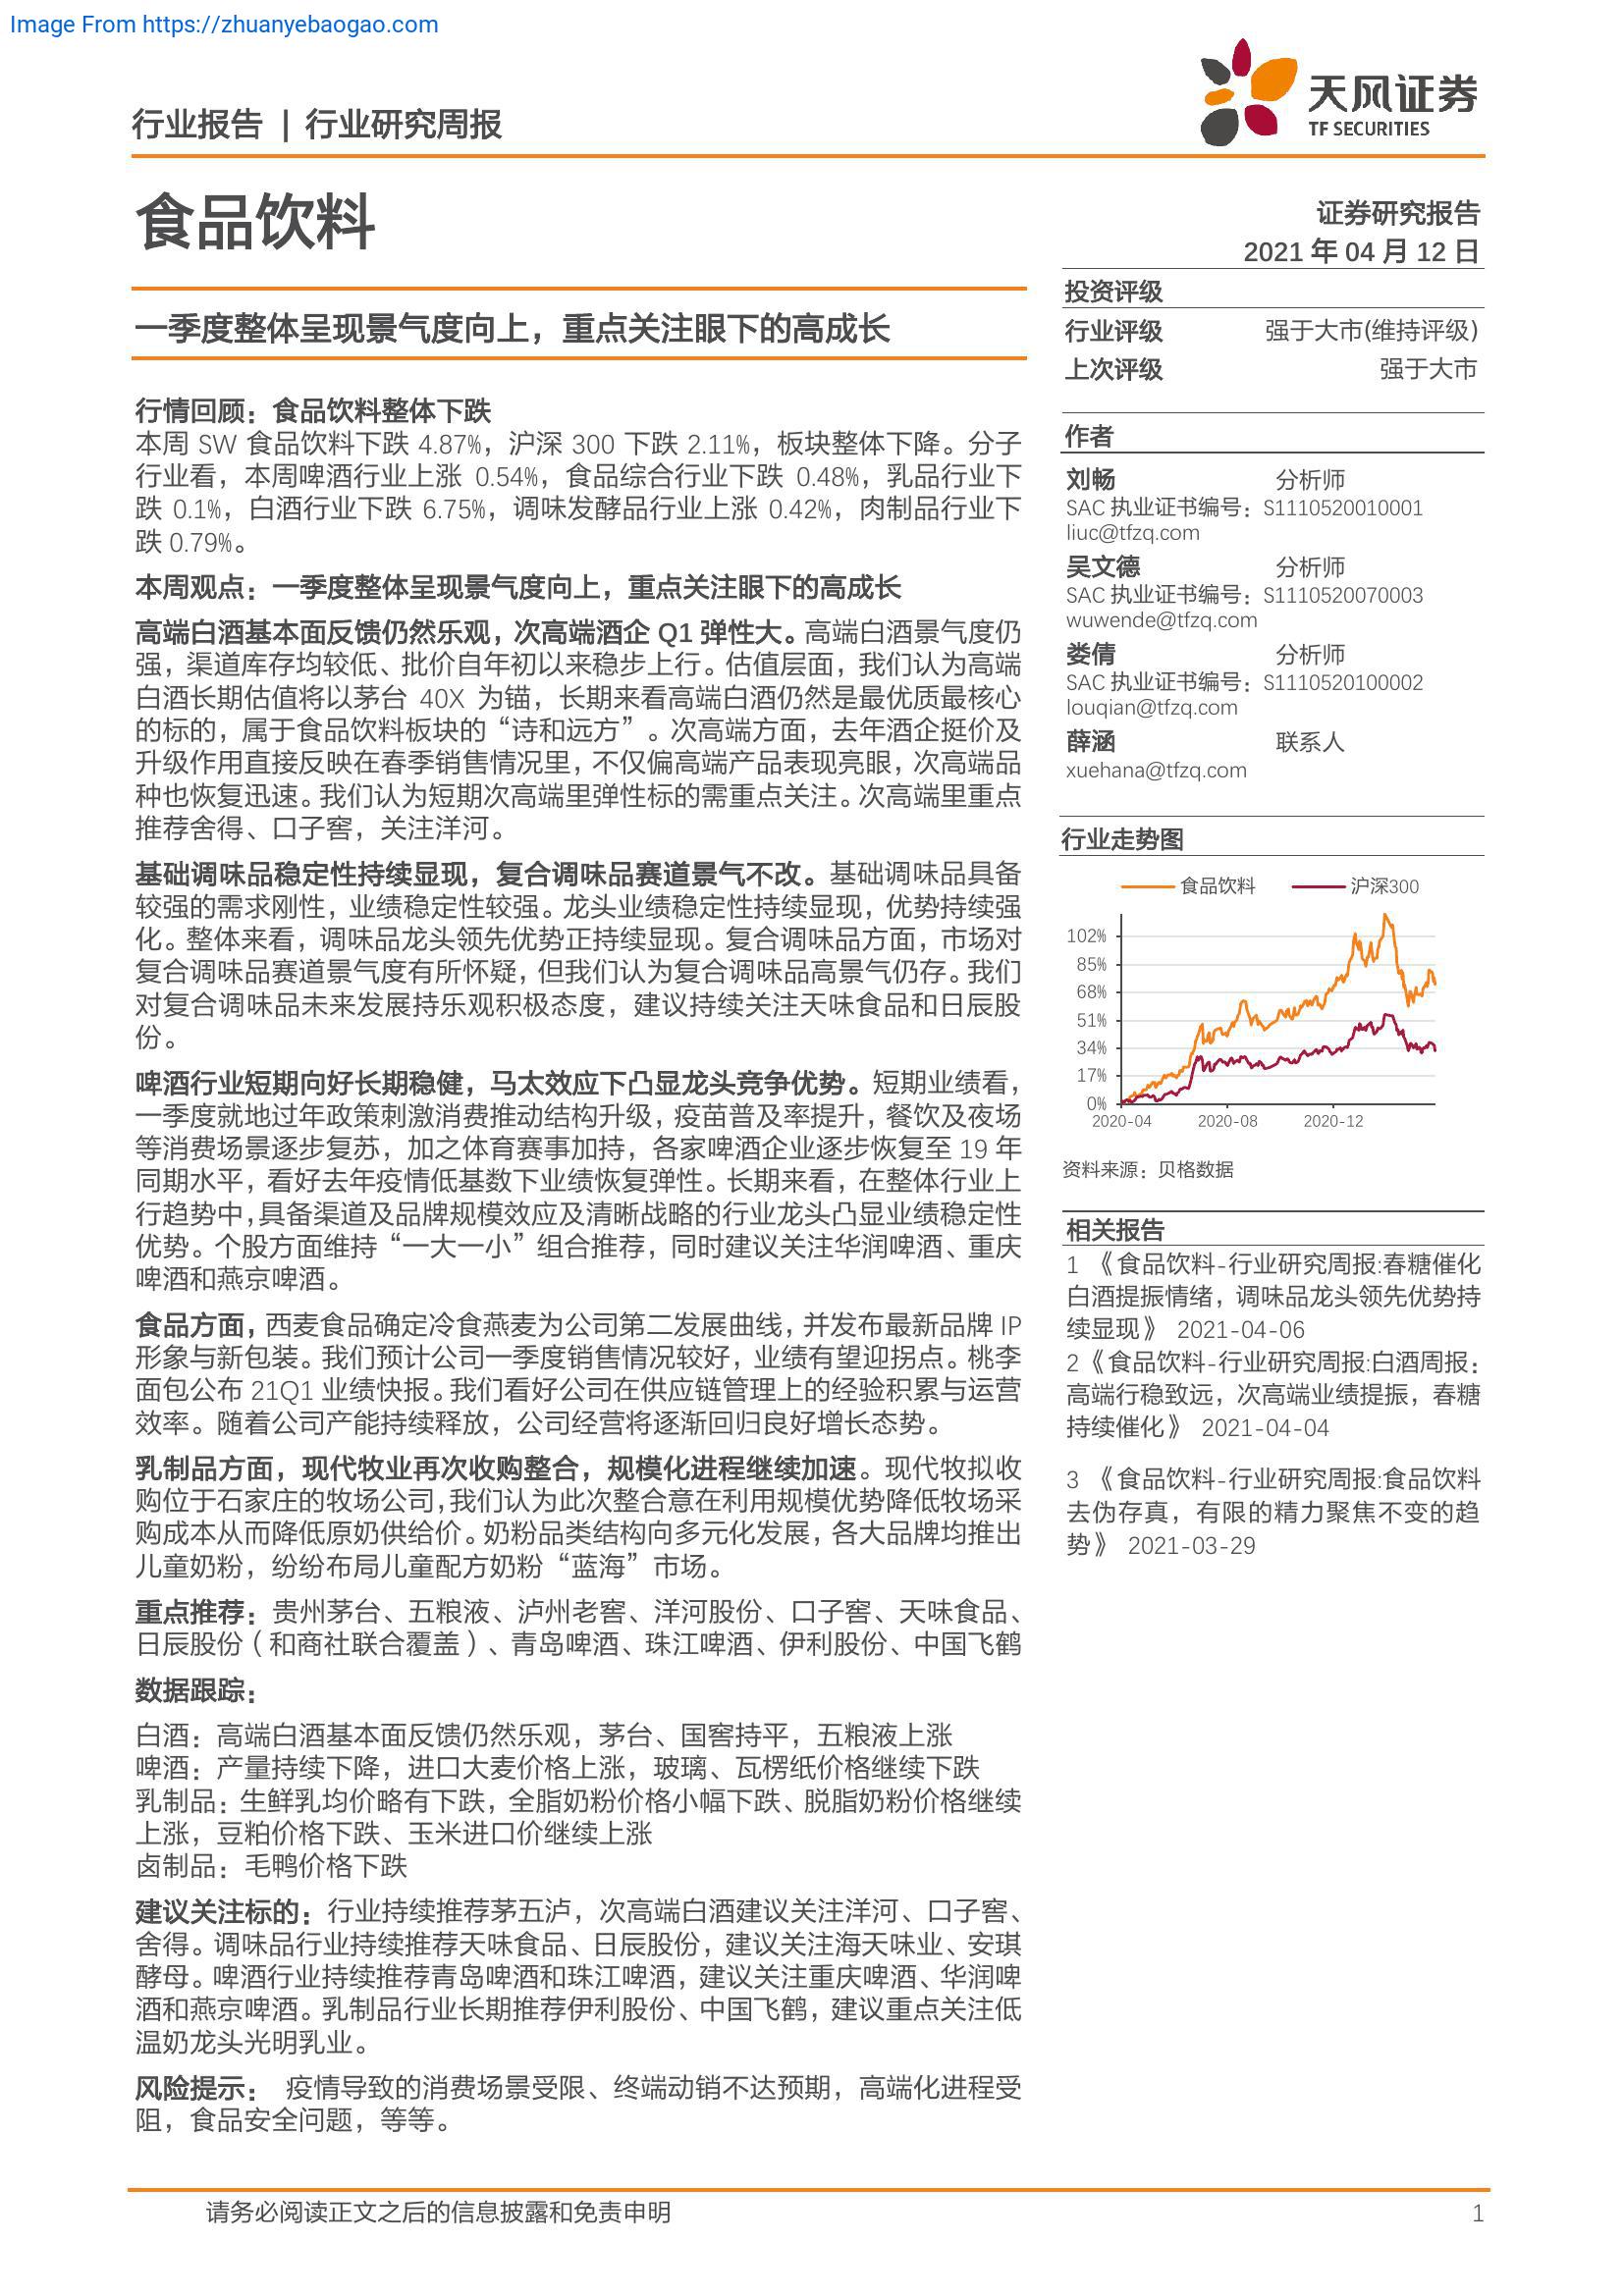 Image From https://zhuanyebaogao.com
行业报告 | 行业研究周报
天风证券
TF SECURITIES
食品饮料
证券研究报告
2021 年 04 月 12 日
一季度整体呈现景气度向上，重点关注眼下的高成长
行情回顾：食品饮料整体下跌
本周 SW 食品饮料下跌 4.87%，沪深 300 下跌 2.11%，板块整体下降。分子
行业看，本周啤酒行业上涨 0.54%，食品综合行业下跌 0.48%，乳品行业下
跌 0.1%，白酒行业下跌 6.75%，调味发酵品行业上涨 0.42%，肉制品行业下
跌 0.79%。
本周观点：一季度整体呈现景气度向上，重点关注眼下的高成长
高端白酒基本面反馈仍然乐观，次高端酒企 Q1 弹性大。高端白酒景气度仍
强，渠道库存均较低、批价自年初以来稳步上行。估值层面，我们认为高端
白酒长期估值将以茅台 40X 为锚，长期来看高端白酒仍然是最优质最核心
的标的，属于食品饮料板块的“诗和远方”。次高端方面，去年酒企挺价及
升级作用直接反映在春季销售情况里，不仅偏高端产品表现亮眼，次高端品
种也恢复迅速。我们认为短期次高端里弹性标的需重点关注。次高端里重点
推荐舍得、口子窖，关注洋河。
基础调味品稳定性持续显现，复合调味品赛道景气不改。基础调味品具备
较强的需求刚性，业绩稳定性较强。龙头业绩稳定性持续显现，优势持续强
化。整体来看，调味品龙头领先优势正持续显现。复合调味品方面，市场对
复合调味品赛道景气度有所怀疑，但我们认为复合调味品高景气仍存。我们
对复合调味品未来发展持乐观积极态度，建议持续关注天味食品和日辰股
份。
啤酒行业短期向好长期稳健，马太效应下凸显龙头竞争优势。短期业绩看，
一季度就地过年政策刺激消费推动结构升级，疫苗普及率提升，餐饮及夜场
等消费场景逐步复苏，加之体育赛事加持，各家啤酒企业逐步恢复至 19 年
同期水平，看好去年疫情低基数下业绩恢复弹性。长期来看，在整体行业上
行趋势中，具备渠道及品牌规模效应及清晰战略的行业龙头凸显业绩稳定性
优势。个股方面维持“一大一小”组合推荐，同时建议关注华润啤酒、重庆
啤酒和燕京啤酒。
食品方面，西麦食品确定冷食燕麦为公司第二发展曲线，并发布最新品牌 IP
形象与新包装。我们预计公司一季度销售情况较好，业绩有望迎拐点。桃李
面包公布 21Q1 业绩快报。我们看好公司在供应链管理上的经验积累与运营
效率。随着公司产能持续释放，公司经营将逐渐回归良好增长态势。
乳制品方面，现代牧业再次收购整合，规模化进程继续加速。现代牧拟收
购位于石家庄的牧场公司，我们认为此次整合意在利用规模优势降低牧场采
购成本从而降低原奶供给价。奶粉品类结构向多元化发展，各大品牌均推出
儿童奶粉，纷纷布局儿童配方奶粉“蓝海”市场。
重点推荐：贵州茅台、五粮液、泸州老窖、洋河股份、口子窖、天味食品、
日辰股份（和商社联合覆盖）、青岛啤酒、珠江啤酒、伊利股份、中国飞鹤
数据跟踪：
白酒：高端白酒基本面反馈仍然乐观，茅台、国窖持平，五粮液上涨
啤酒：产量持续下降，进口大麦价格上涨，玻璃、瓦楞纸价格继续下跌
乳制品：生鲜乳均价略有下跌，全脂奶粉价格小幅下跌、脱脂奶粉价格继续
上涨，豆粕价格下跌、玉米进口价继续上涨
卤制品：毛鸭价格下跌
建议关注标的：行业持续推荐茅五泸，次高端白酒建议关注洋河、口子窖、
舍得。调味品行业持续推荐天味食品、日辰股份，建议关注海天味业、安琪
酵母。啤酒行业持续推荐青岛啤酒和珠江啤酒，建议关注重庆啤酒、华润啤
酒和燕京啤酒。乳制品行业长期推荐伊利股份、中国飞鹤，建议重点关注低
温奶龙头光明乳业。
风险提示： 疫情导致的消费场景受限、终端动销不达预期，高端化进程受
阻，食品安全问题，等等。
投资评级
行业评级 强于大市(维持评级)
上次评级 强于大市
作者
刘畅 分析师
SAC 执业证书编号：S1110520010001
liuc@tfzq.com
吴文德 分析师
SAC 执业证书编号：S1110520070003
wuwende@tfzq.com
娄倩 分析师
SAC 执业证书编号：S1110520100002
louqian@tfzq.com
薛涵 联系人
xuehana@tfzq.com
行业走势图
食品饮料 沪深300
102%
85%
68%
51%
34%
17%
0%
2020-04 2020-08 2020-12
资料来源：贝格数据
相关报告
1 《食品饮料-行业研究周报:春糖催化
白酒提振情绪，调味品龙头领先优势持
续显现》 2021-04-06
2《食品饮料-行业研究周报:白酒周报：
高端行稳致远，次高端业绩提振，春糖
持续催化》 2021-04-04
3 《食品饮料-行业研究周报:食品饮料
去伪存真，有限的精力聚焦不变的趋
势》 2021-03-29
请务必阅读正文之后的信息披露和免责申明 1